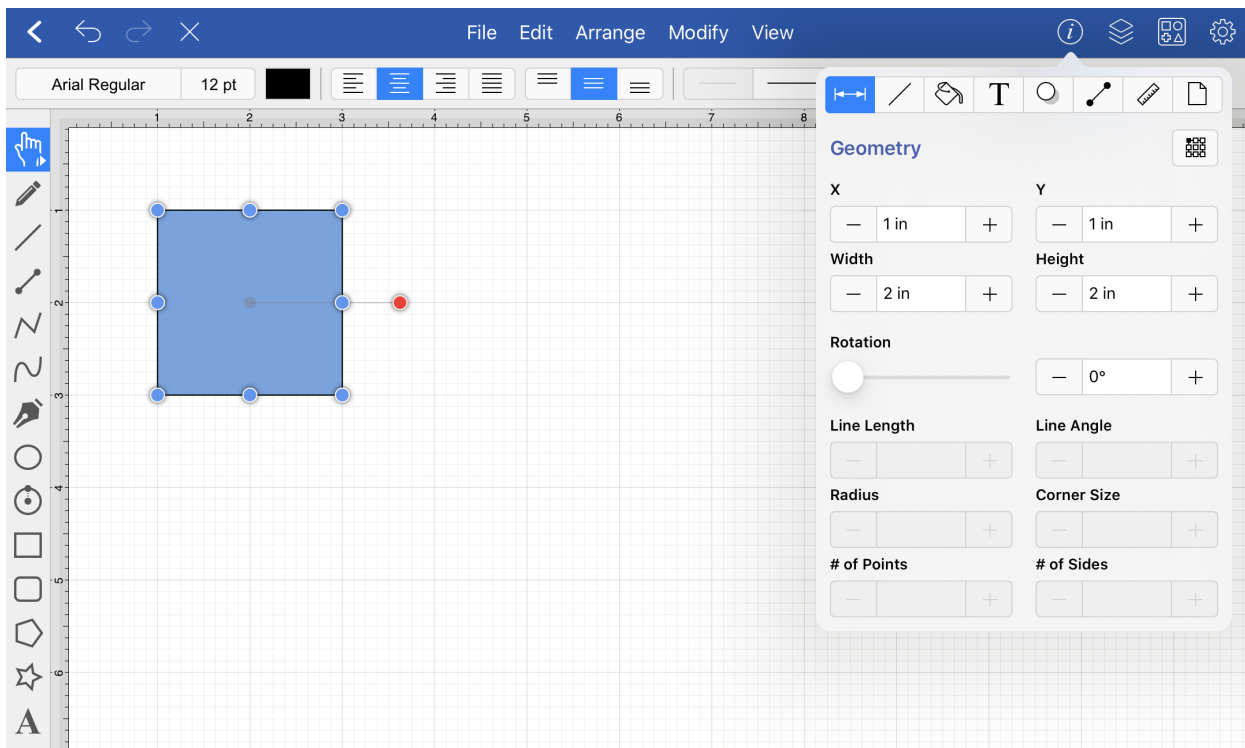 File Edit Arrange Modify View
i
Arial Regular 12 pt
T
1 2 3 4 5 6 7 8
Geometry
X Y
— 1 in + — 1 in +
Width Height
— 2 in + — 2 in +
Rotation
— 0° +
Line Length Line Angle
— + — +
Radius Corner Size
— + — +
# of Points # of Sides
— + — +
1
2
3
4
5
6
A